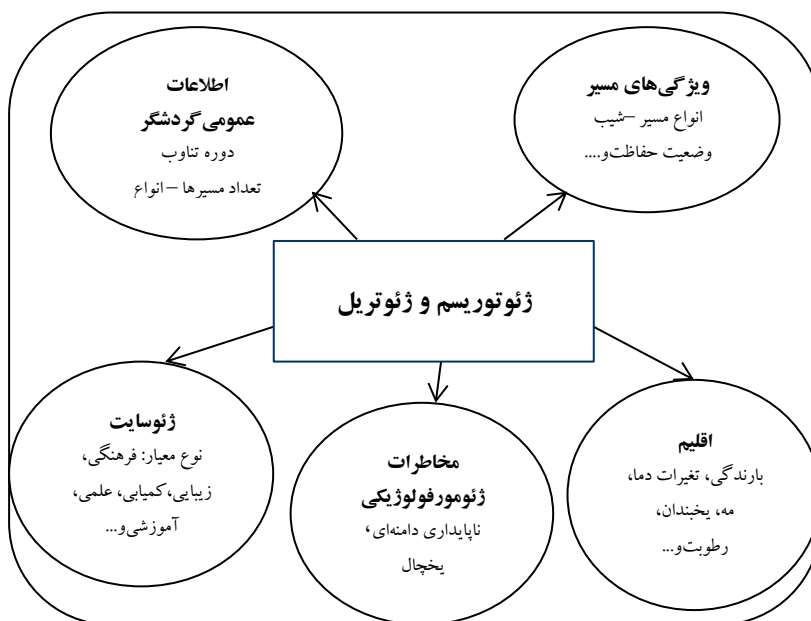 ویژگی‌های مسیر
انواع مسیر – شیب
وضعیت حفاظت‌و....
اطلاعات
عمومی‌گردشگر
دوره تناوب
تعداد مسیرها – انواع
ژئوتوریسم و ژئوتریل
اقلیم
بارندگی، تغیرات دما،
مه، یخبندان،
رطوبت‌و...
مخاطرات
ژئومورفولوژیکی
ناپایداری دامنه‌ای،
یخچال
ژئوسایت
نوع معیار: فرهنگی،
زیبایی،کمیابی، علمی،
آموزشی‌و...